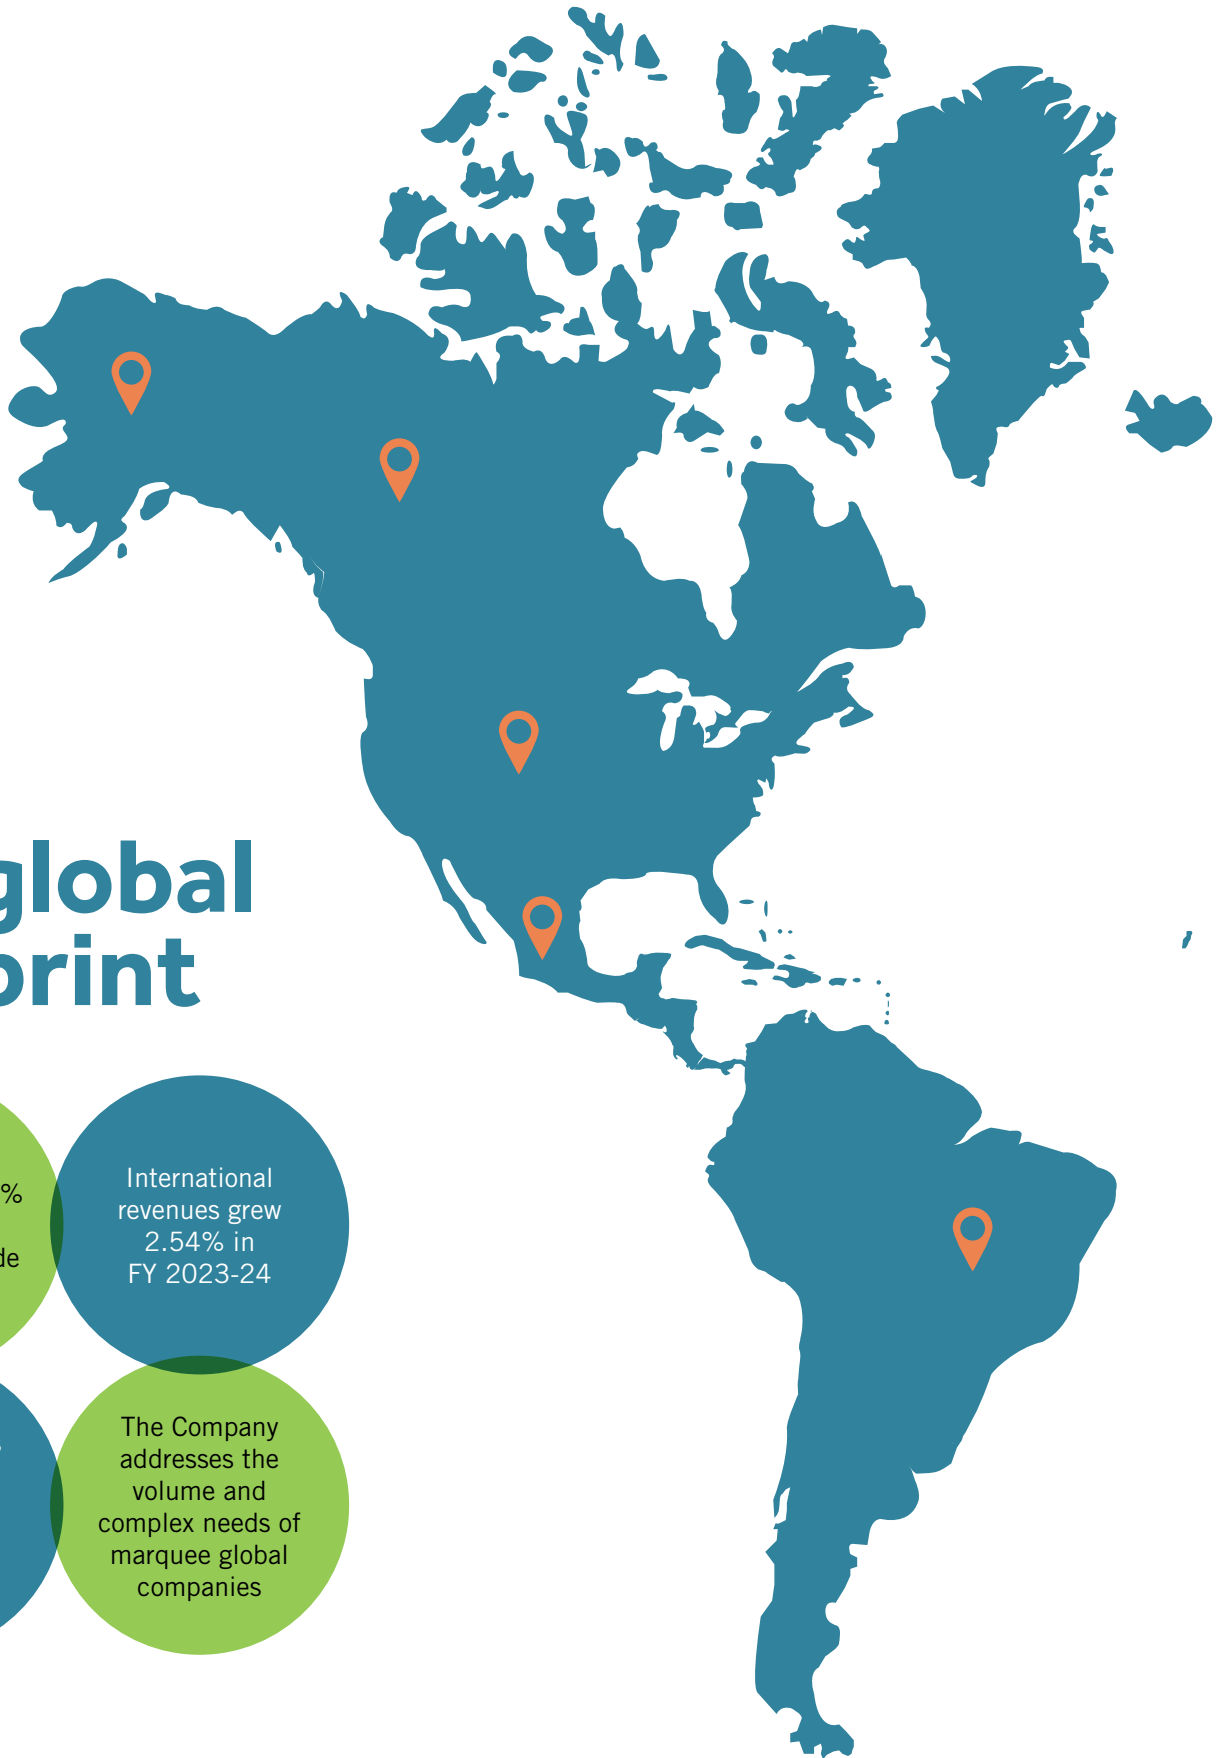 global
print
%
de
International
revenues grew
2.54% in
FY 2023-24
The Company
addresses the
volume and
complex needs of
marquee global
companies